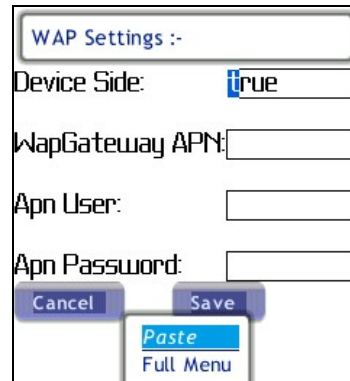 WAP Settings :-
Device Side: true
WapGateway APN:
Apn User:
Apn Password:
Cancel Save
Paste
Full Menu